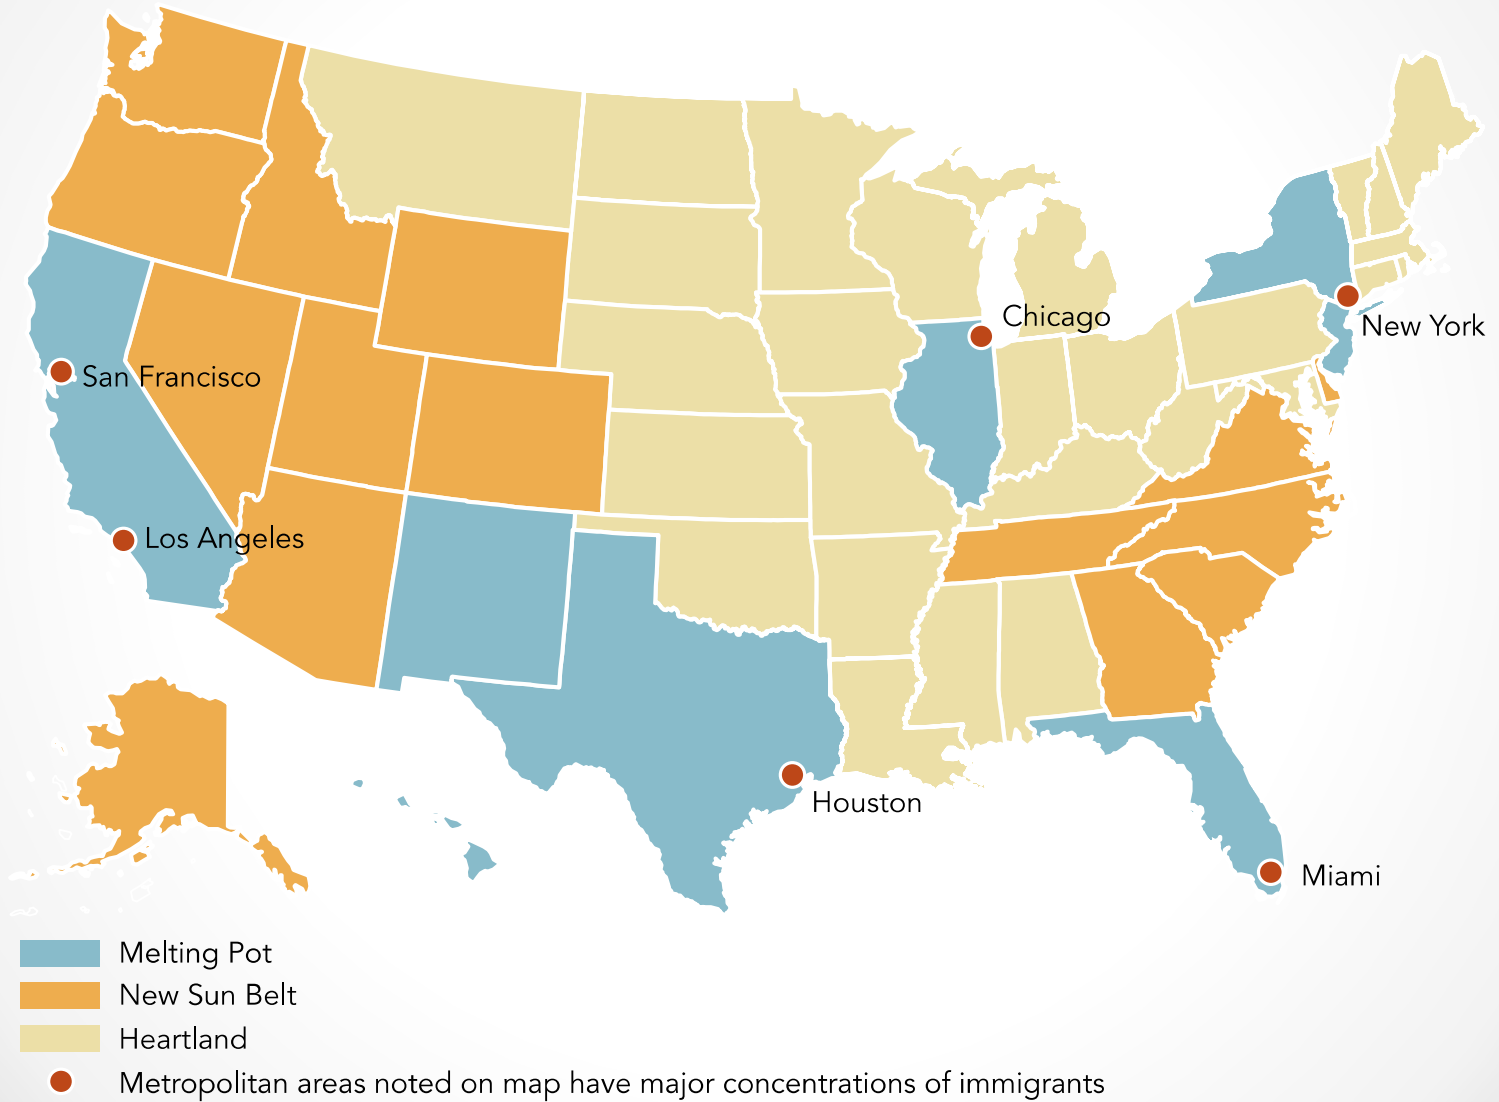 Chicago
New York
San Francisco
Los Angeles
Houston
Miami
Melting Pot
New Sun Belt
Heartland
Metropolitan areas noted on map have major concentrations of immigrants